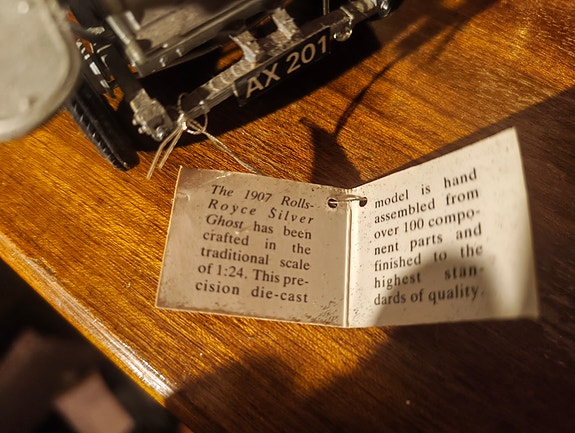 AX 201
The 1907 Rolls-
Royce Silver
Ghost has been
crafted in the
traditional scale
of 1:24. This pre-
cision die-cast
model is hand
assembled from
over 100 compo-
nent parts and
finished to the
highest stan-
dards of quality.